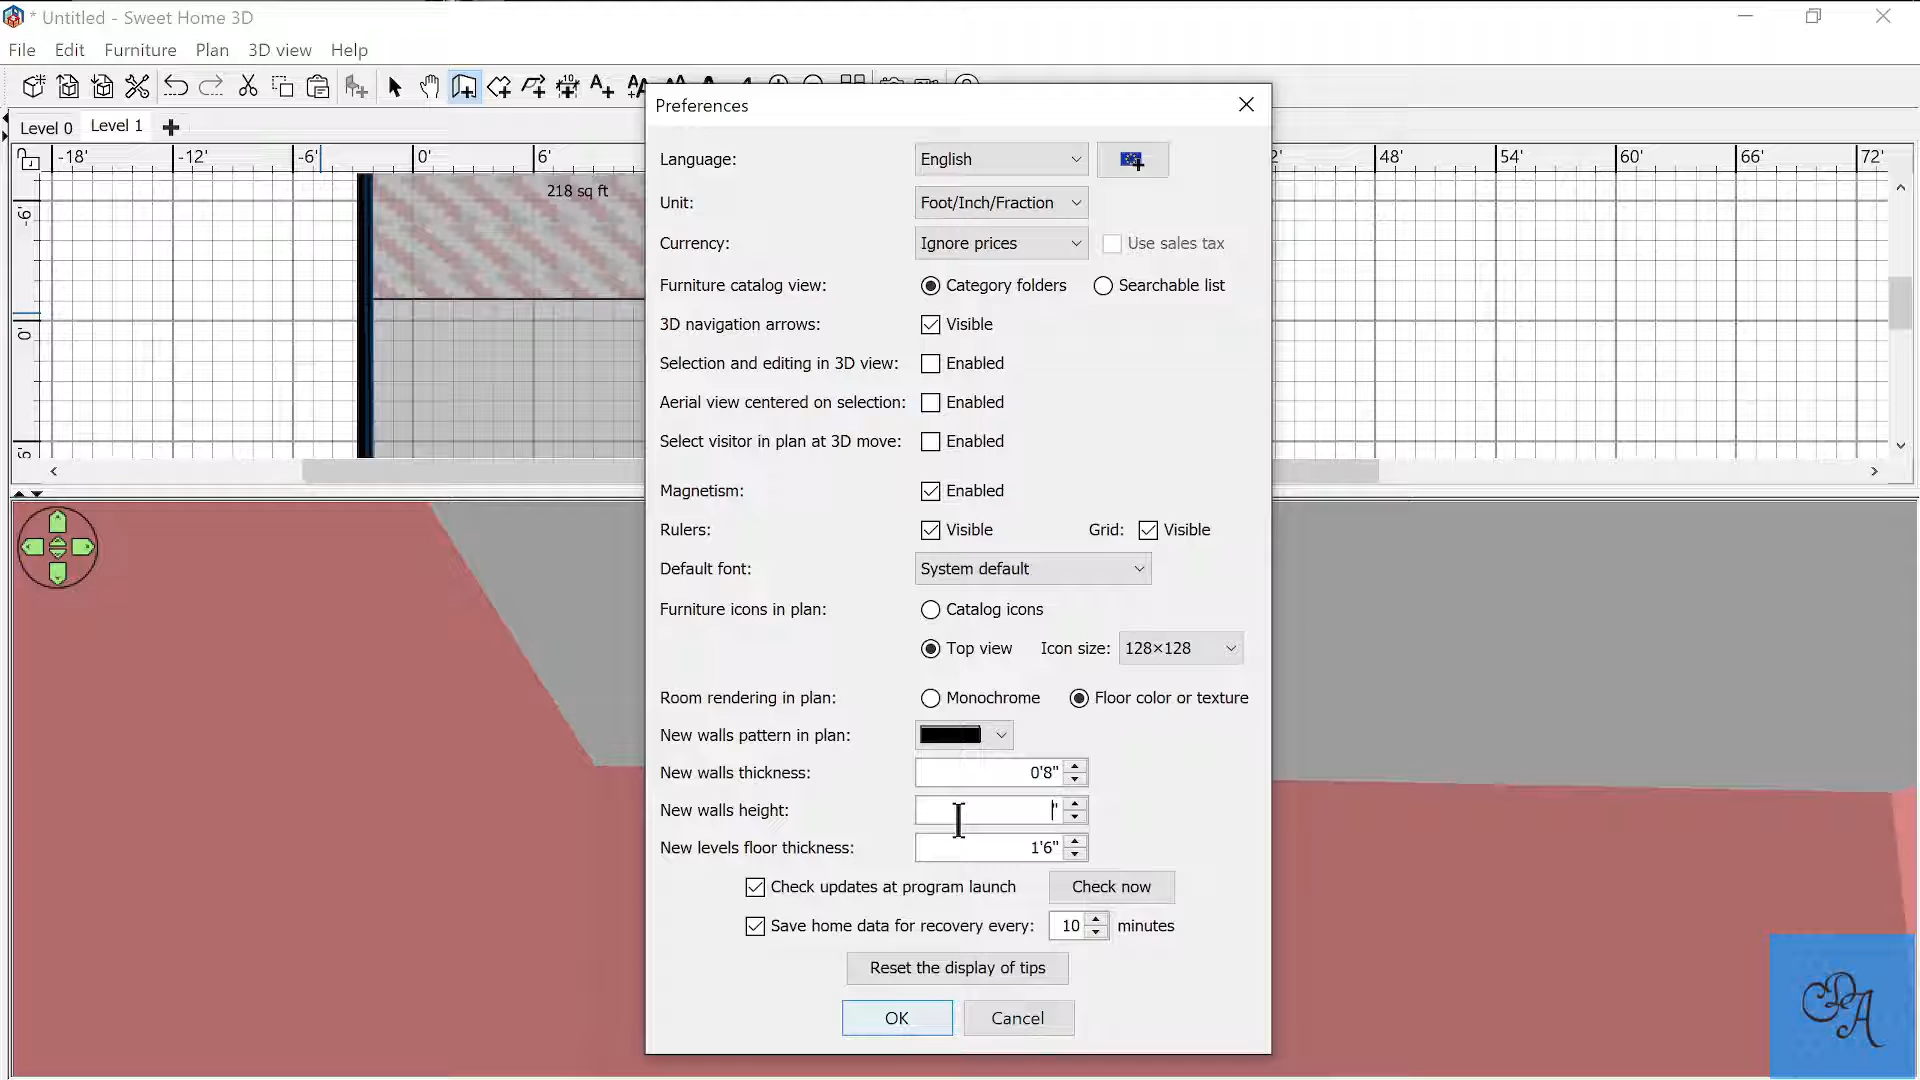 * Untitled - Sweet Home 3D
File Edit Furniture Plan 3D view Help
Level 0 Level 1
-18' -12' -6' 0' 6' 48' 54' 60' 66' 72'
-6'
0'
218 sq ft
Preferences
Language: English
Unit: Foot/Inch/Fraction
Currency: Ignore prices Use sales tax
Furniture catalog view: Category folders Searchable list
3D navigation arrows: Visible
Selection and editing in 3D view: Enabled
Aerial view centered on selection: Enabled
Select visitor in plan at 3D move: Enabled
Magnetism: Enabled
Rulers: Visible Grid: Visible
Default font: System default
Furniture icons in plan: Catalog icons
Top view Icon size: 128×128
Room rendering in plan: Monochrome Floor color or texture
New walls pattern in plan:
New walls thickness: 0'8"
New walls height: "
New levels floor thickness: 1'6"
Check updates at program launch Check now
Save home data for recovery every: 10 minutes
Reset the display of tips
OK Cancel